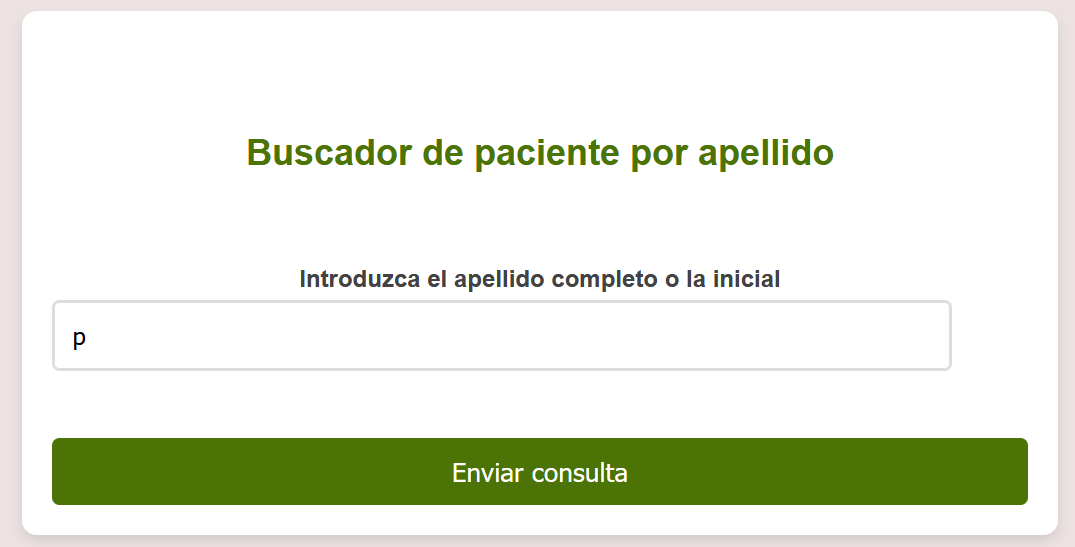 Buscador de paciente por apellido
Introduzca el apellido completo o la inicial
p
Enviar consulta